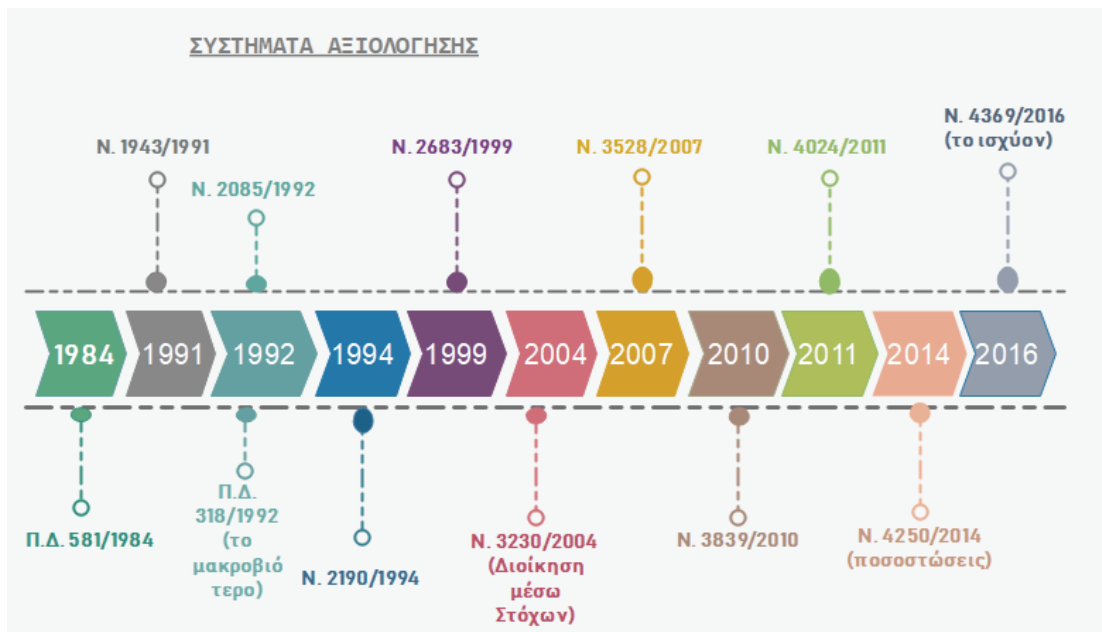 ΣΥΣΤΗΜΑΤΑ ΑΞΙΟΛΟΓΗΣΗΣ
Ν. 1943/1991
Ν. 2085/1992
Ν. 2683/1999
Ν. 3528/2007
Ν. 4024/2011
Ν. 4369/2016
(το ισχύον)
1984
1991
1992
1994
1999
2004
2007
2010
2011
2014
2016
Π.Δ. 581/1984
Π.Δ.
318/1992
(το
μακροβιό
τερο)
Ν. 2190/1994
Ν. 3230/2004
(Διοίκηση
μέσω
Στόχων)
Ν. 3839/2010
Ν. 4250/2014
(ποσοστώσεις)